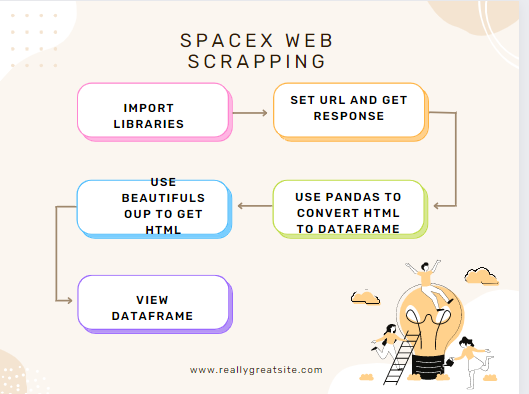 SPACEX WEB
SCRAPPING
IMPORT
LIBRARIES
SET URL AND GET
RESPONSE
USE PANDAS TO
CONVERT HTML
TO DATAFRAME
USE
BEAUTIFULS
OUP TO GET
HTML
VIEW
DATAFRAME
www.reallygreatsite.com